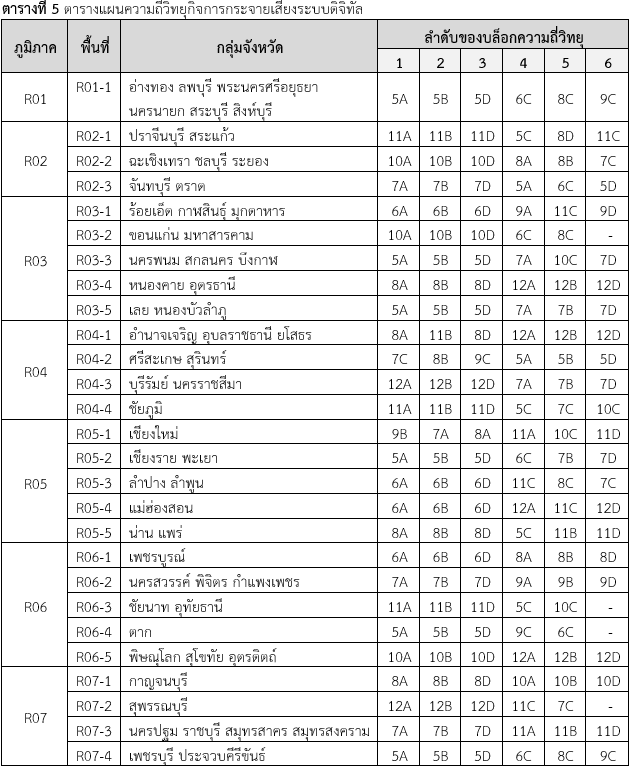 ตารางที่ 5 ตารางแผนความถี่วิทยุกิจการกระจายเสียงระบบดิจิทัล
ภูมิภาค พื้นที่ กลุ่มจังหวัด ลำดับของบล็อกความถี่วิทยุ
1 2 3 4 5 6
R01 R01-1 อ่างทอง ลพบุรี พระนครศรีอยุธยา
นครนายก สระบุรี สิงห์บุรี 5A 5B 5D 6C 8C 9C
R02 R02-1 ปราจีนบุรี สระแก้ว 11A 11B 11D 5C 8D 11C
R02-2 ฉะเชิงเทรา ชลบุรี ระยอง 10A 10B 10D 8A 8B 7C
R02-3 จันทบุรี ตราด 7A 7B 7D 5A 6C 5D
R03 R03-1 ร้อยเอ็ด กาฬสินธุ์ มุกดาหาร 6A 6B 6D 9A 11C 9D
R03-2 ขอนแก่น มหาสารคาม 10A 10B 10D 6C 8C -
R03-3 นครพนม สกลนคร บึงกาฬ 5A 5B 5D 7A 10C 7D
R03-4 หนองคาย อุดรธานี 8A 8B 8D 12A 12B 12D
R03-5 เลย หนองบัวลำภู 5A 5B 5D 7A 7B 7D
R04 R04-1 อำนาจเจริญ อุบลราชธานี ยโสธร 8A 11B 8D 12A 12B 12D
R04-2 ศรีสะเกษ สุรินทร์ 7C 8B 9C 5A 5B 5D
R04-3 บุรีรัมย์ นครราชสีมา 12A 12B 12D 7A 7B 7D
R04-4 ชัยภูมิ 11A 11B 11D 5C 7C 10C
R05 R05-1 เชียงใหม่ 9B 7A 8A 11A 10C 11D
R05-2 เชียงราย พะเยา 5A 5B 5D 6C 7B 7D
R05-3 ลำปาง ลำพูน 6A 6B 6D 11C 8C 7C
R05-4 แม่ฮ่องสอน 6A 6B 6D 12A 11C 12D
R05-5 น่าน แพร่ 8A 8B 8D 5C 11B 11D
R06 R06-1 เพชรบูรณ์ 6A 6B 6D 8A 8B 8D
R06-2 นครสวรรค์ พิจิตร กำแพงเพชร 7A 7B 7D 9A 9B 9D
R06-3 ชัยนาท อุทัยธานี 11A 11B 11D 5C 10C -
R06-4 ตาก 5A 5B 5D 9C 6C -
R06-5 พิษณุโลก สุโขทัย อุตรดิตถ์ 10A 10B 10D 12A 12B 12D
R07 R07-1 กาญจนบุรี 8A 8B 8D 10A 10B 10D
R07-2 สุพรรณบุรี 12A 12B 12D 11C 7C -
R07-3 นครปฐม ราชบุรี สมุทรสาคร สมุทรสงคราม 7A 7B 7D 11A 11B 11D
R07-4 เพชรบุรี ประจวบคีรีขันธ์ 5A 5B 5D 6C 8C 9C